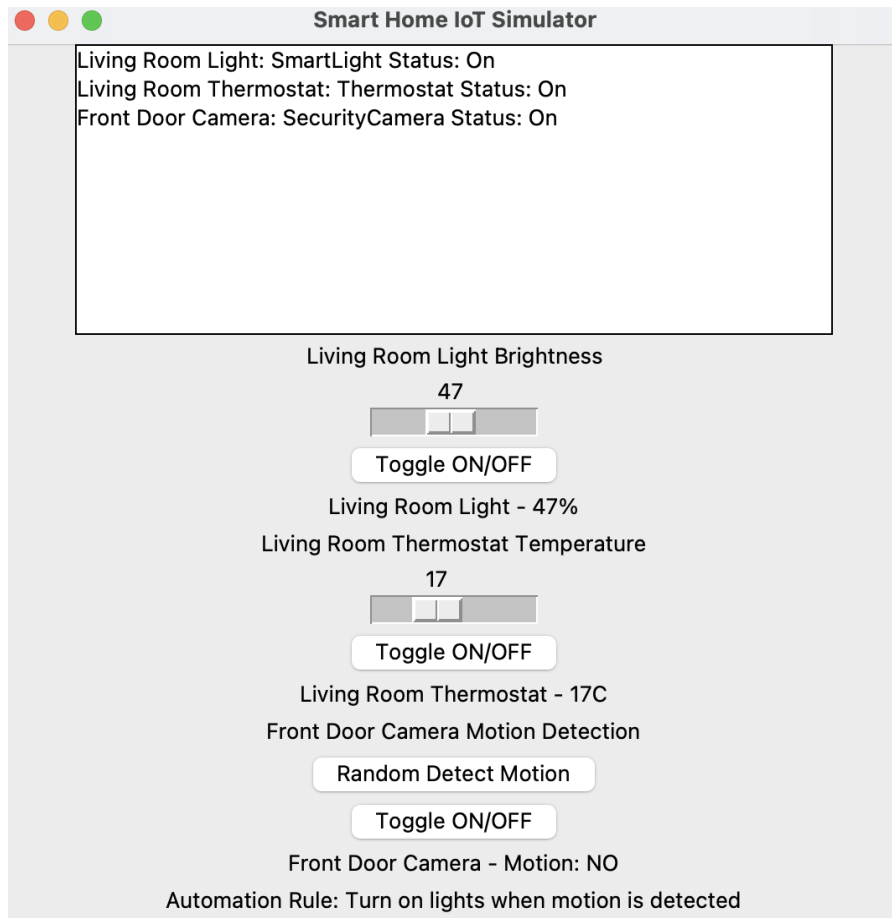 Smart Home IoT Simulator
Living Room Light: SmartLight Status: On
Living Room Thermostat: Thermostat Status: On
Front Door Camera: SecurityCamera Status: On
Living Room Light Brightness
47
Toggle ON/OFF
Living Room Light - 47%
Living Room Thermostat Temperature
17
Toggle ON/OFF
Living Room Thermostat - 17C
Front Door Camera Motion Detection
Random Detect Motion
Toggle ON/OFF
Front Door Camera - Motion: NO
Automation Rule: Turn on lights when motion is detected